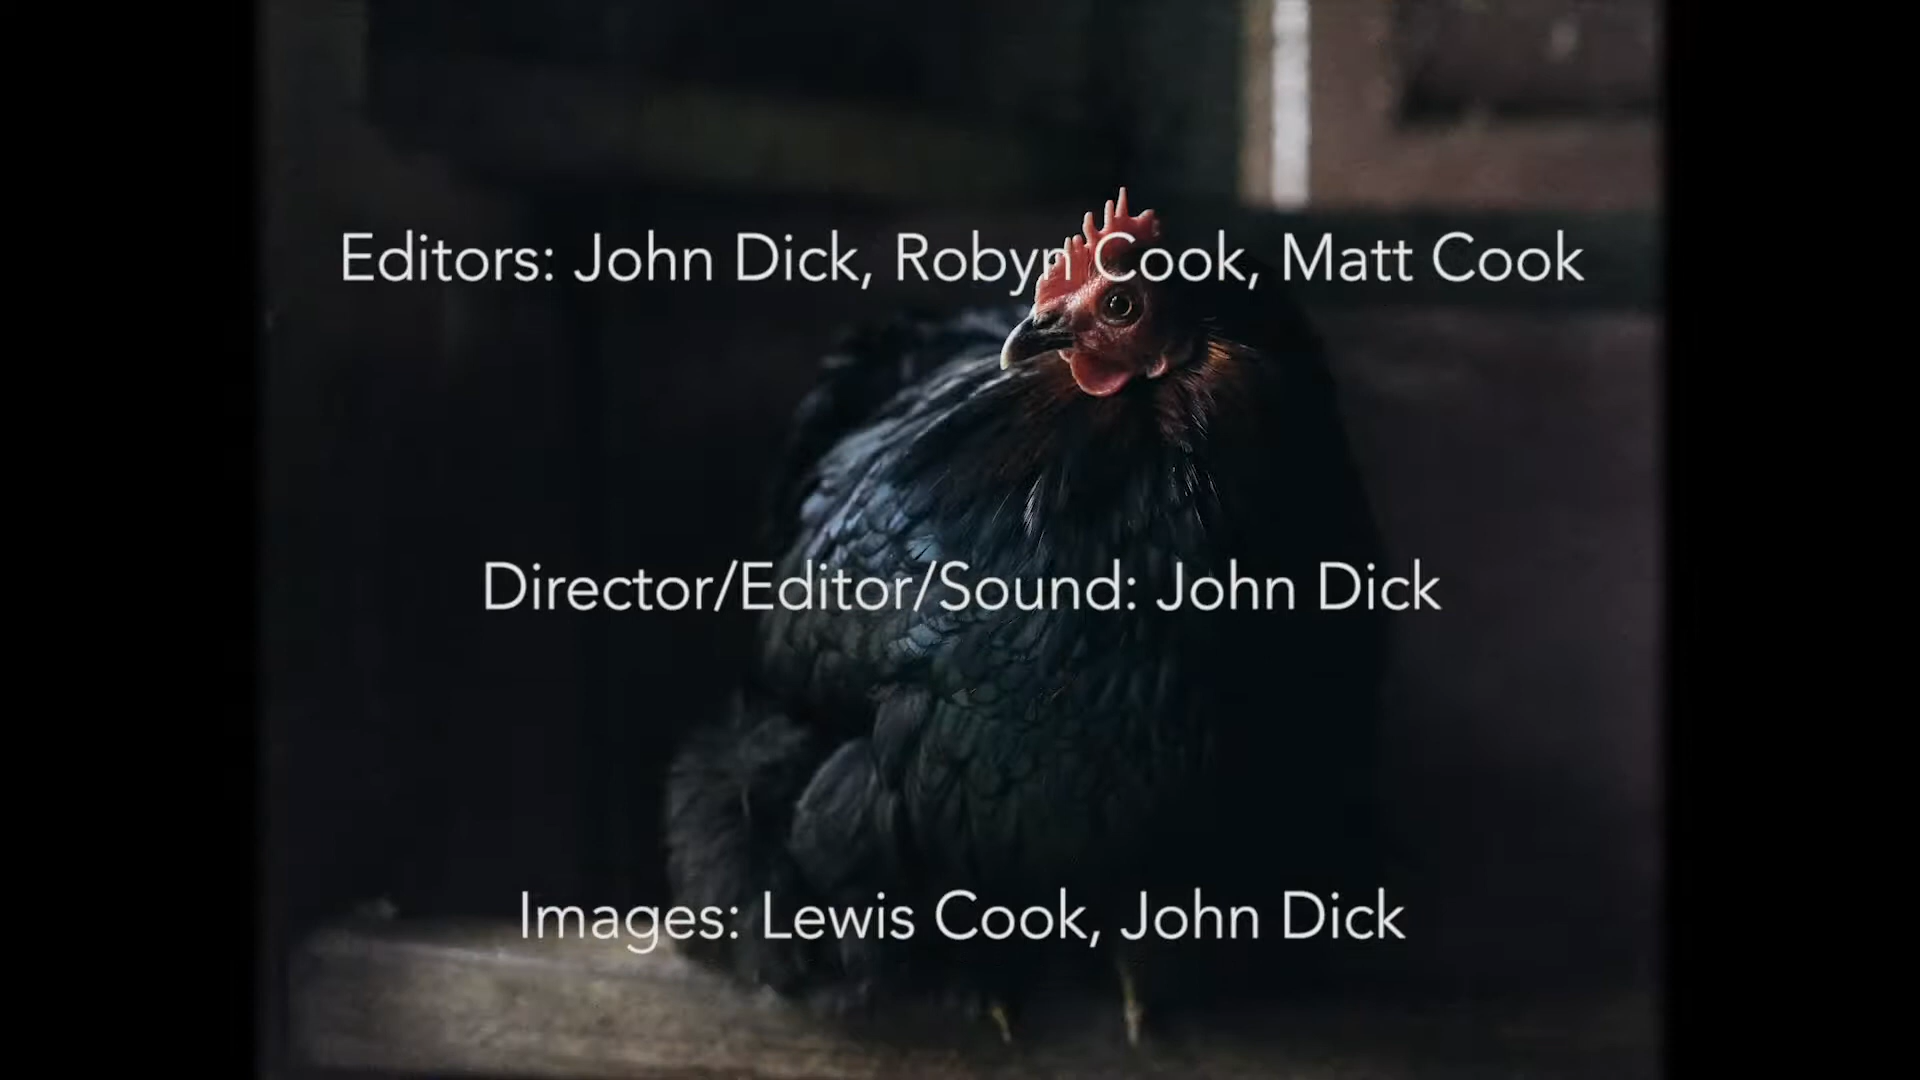 Editors: John Dick, Robyn Cook, Matt Cook
Director/Editor/Sound: John Dick
Images: Lewis Cook, John Dick